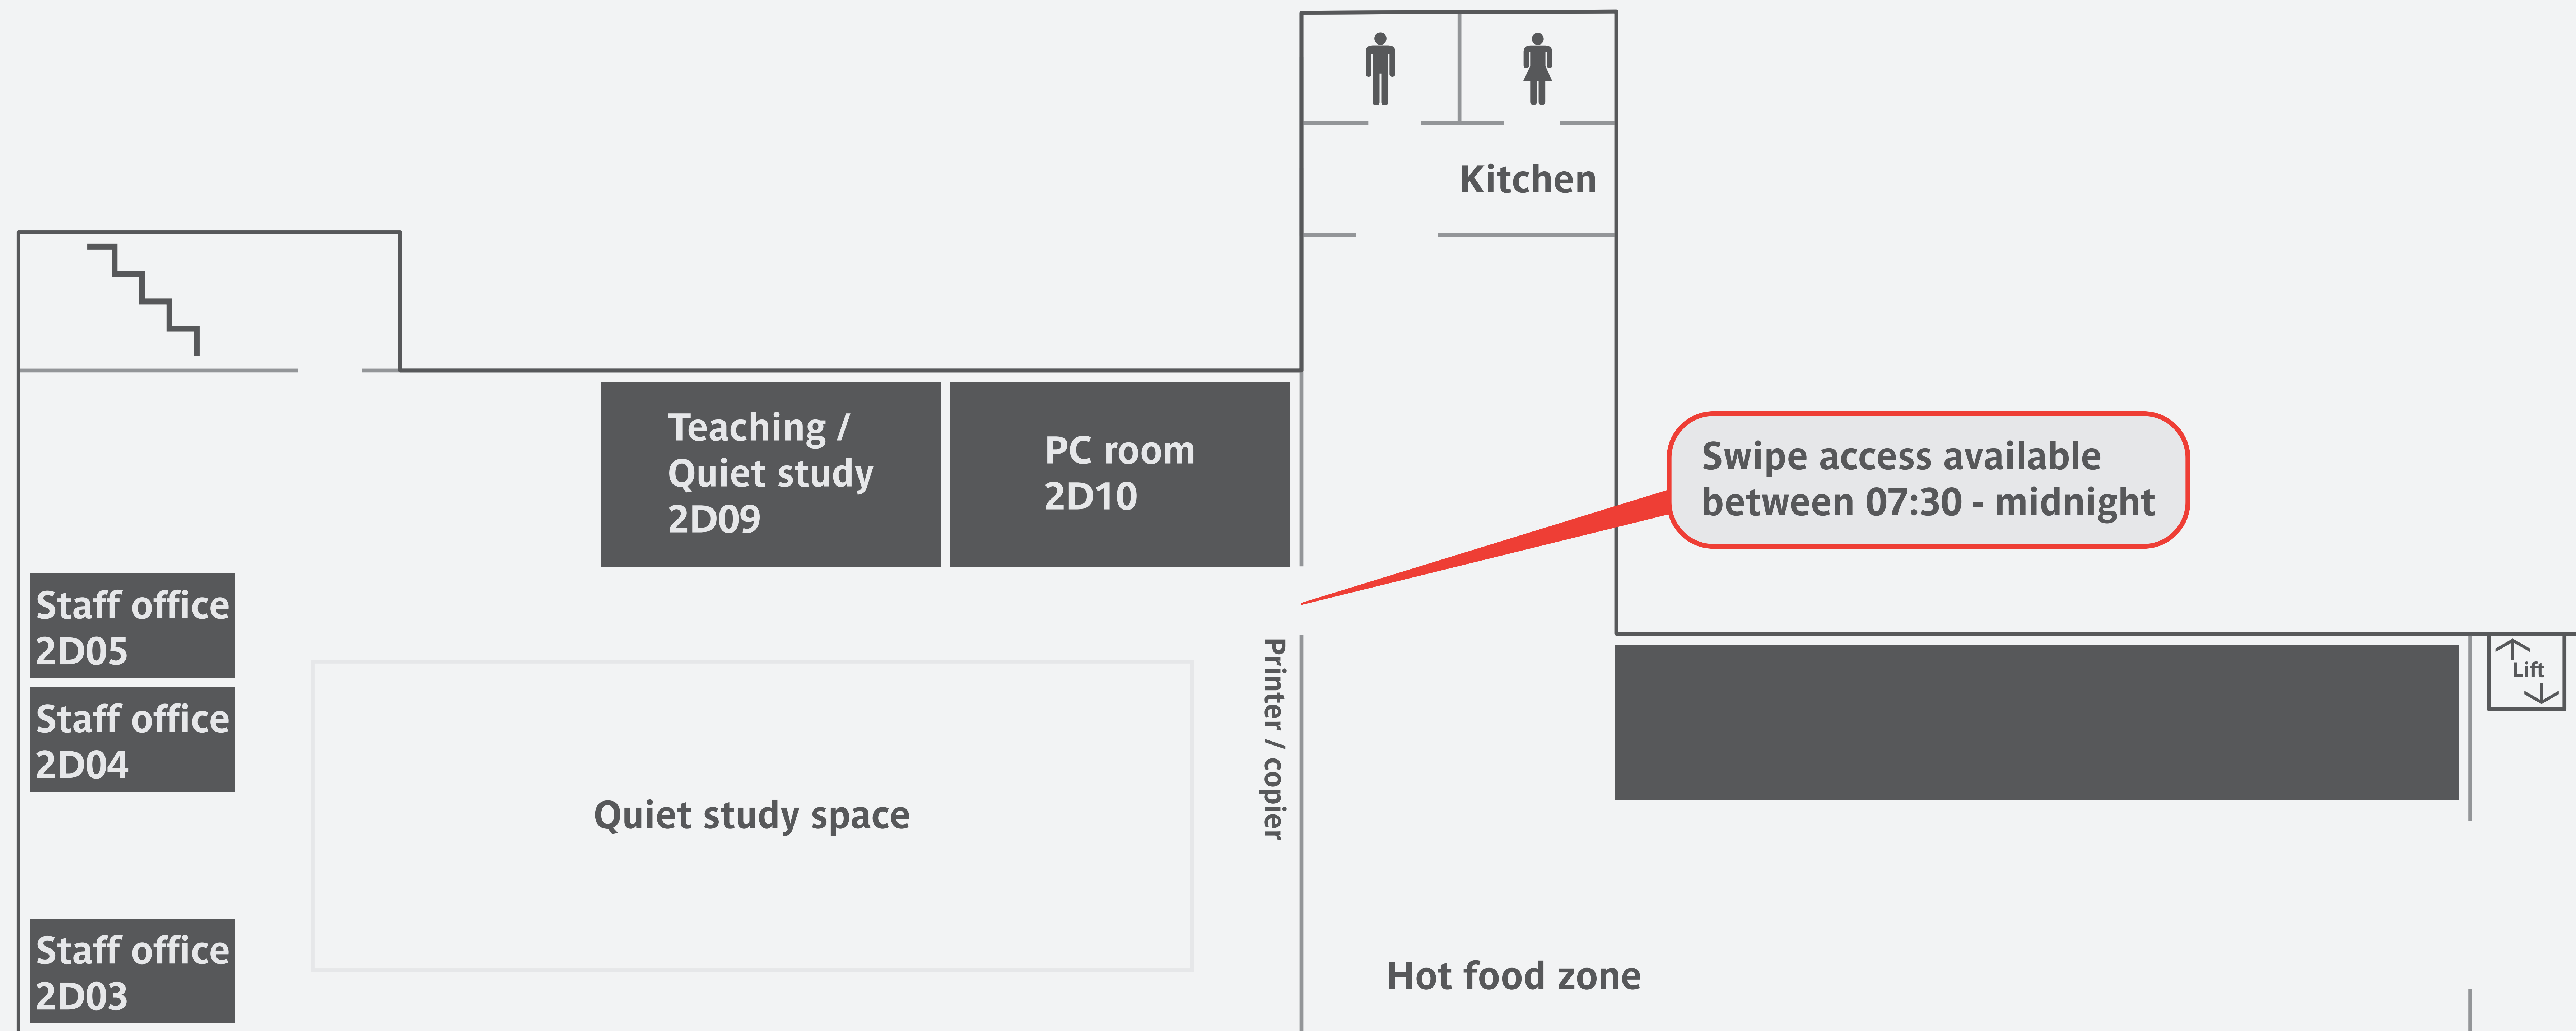 Kitchen
Teaching /
Quiet study
2D09
PC room
2D10
Swipe access available
between 07:30 - midnight
Staff office
2D05
Staff office
2D04
Printer / copier
Lift
Quiet study space
Staff office
2D03
Hot food zone